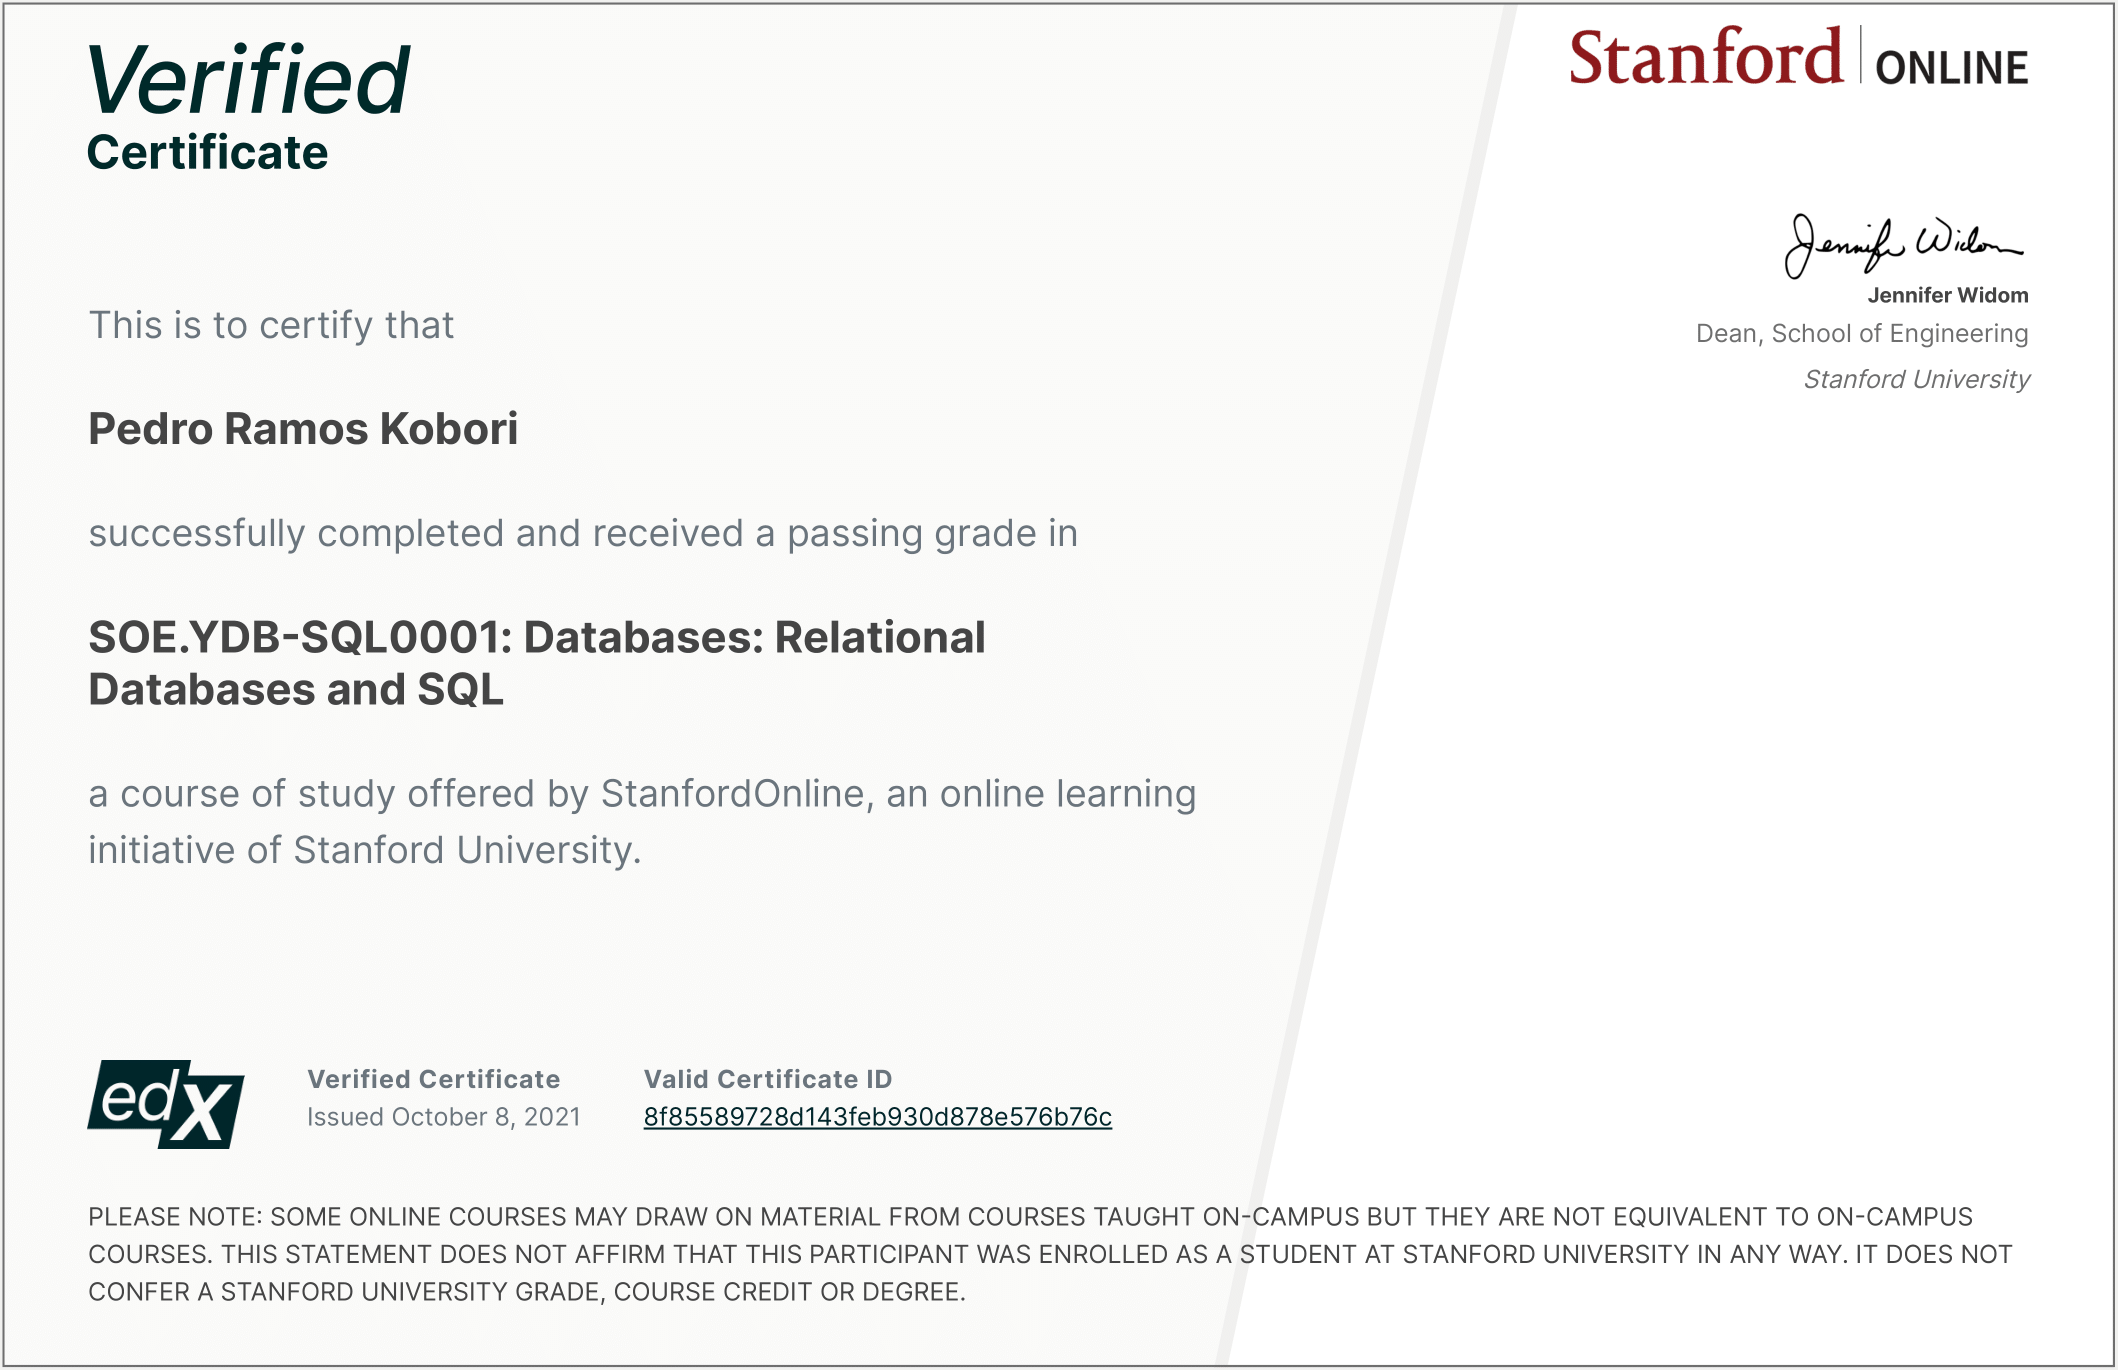 Verified
Certificate
Stanford ONLINE
Jennifer Widom
Jennifer Widom
Dean, School of Engineering
Stanford University
This is to certify that
Pedro Ramos Kobori
successfully completed and received a passing grade in
SOE.YDB-SQL0001: Databases: Relational
Databases and SQL
a course of study offered by StanfordOnline, an online learning
initiative of Stanford University.
edX
Verified Certificate
Issued October 8, 2021
Valid Certificate ID
8f85589728d143feb930d878e576b76c
PLEASE NOTE: SOME ONLINE COURSES MAY DRAW ON MATERIAL FROM COURSES TAUGHT ON-CAMPUS BUT THEY ARE NOT EQUIVALENT TO ON-CAMPUS
COURSES. THIS STATEMENT DOES NOT AFFIRM THAT THIS PARTICIPANT WAS ENROLLED AS A STUDENT AT STANFORD UNIVERSITY IN ANY WAY. IT DOES NOT
CONFER A STANFORD UNIVERSITY GRADE, COURSE CREDIT OR DEGREE.